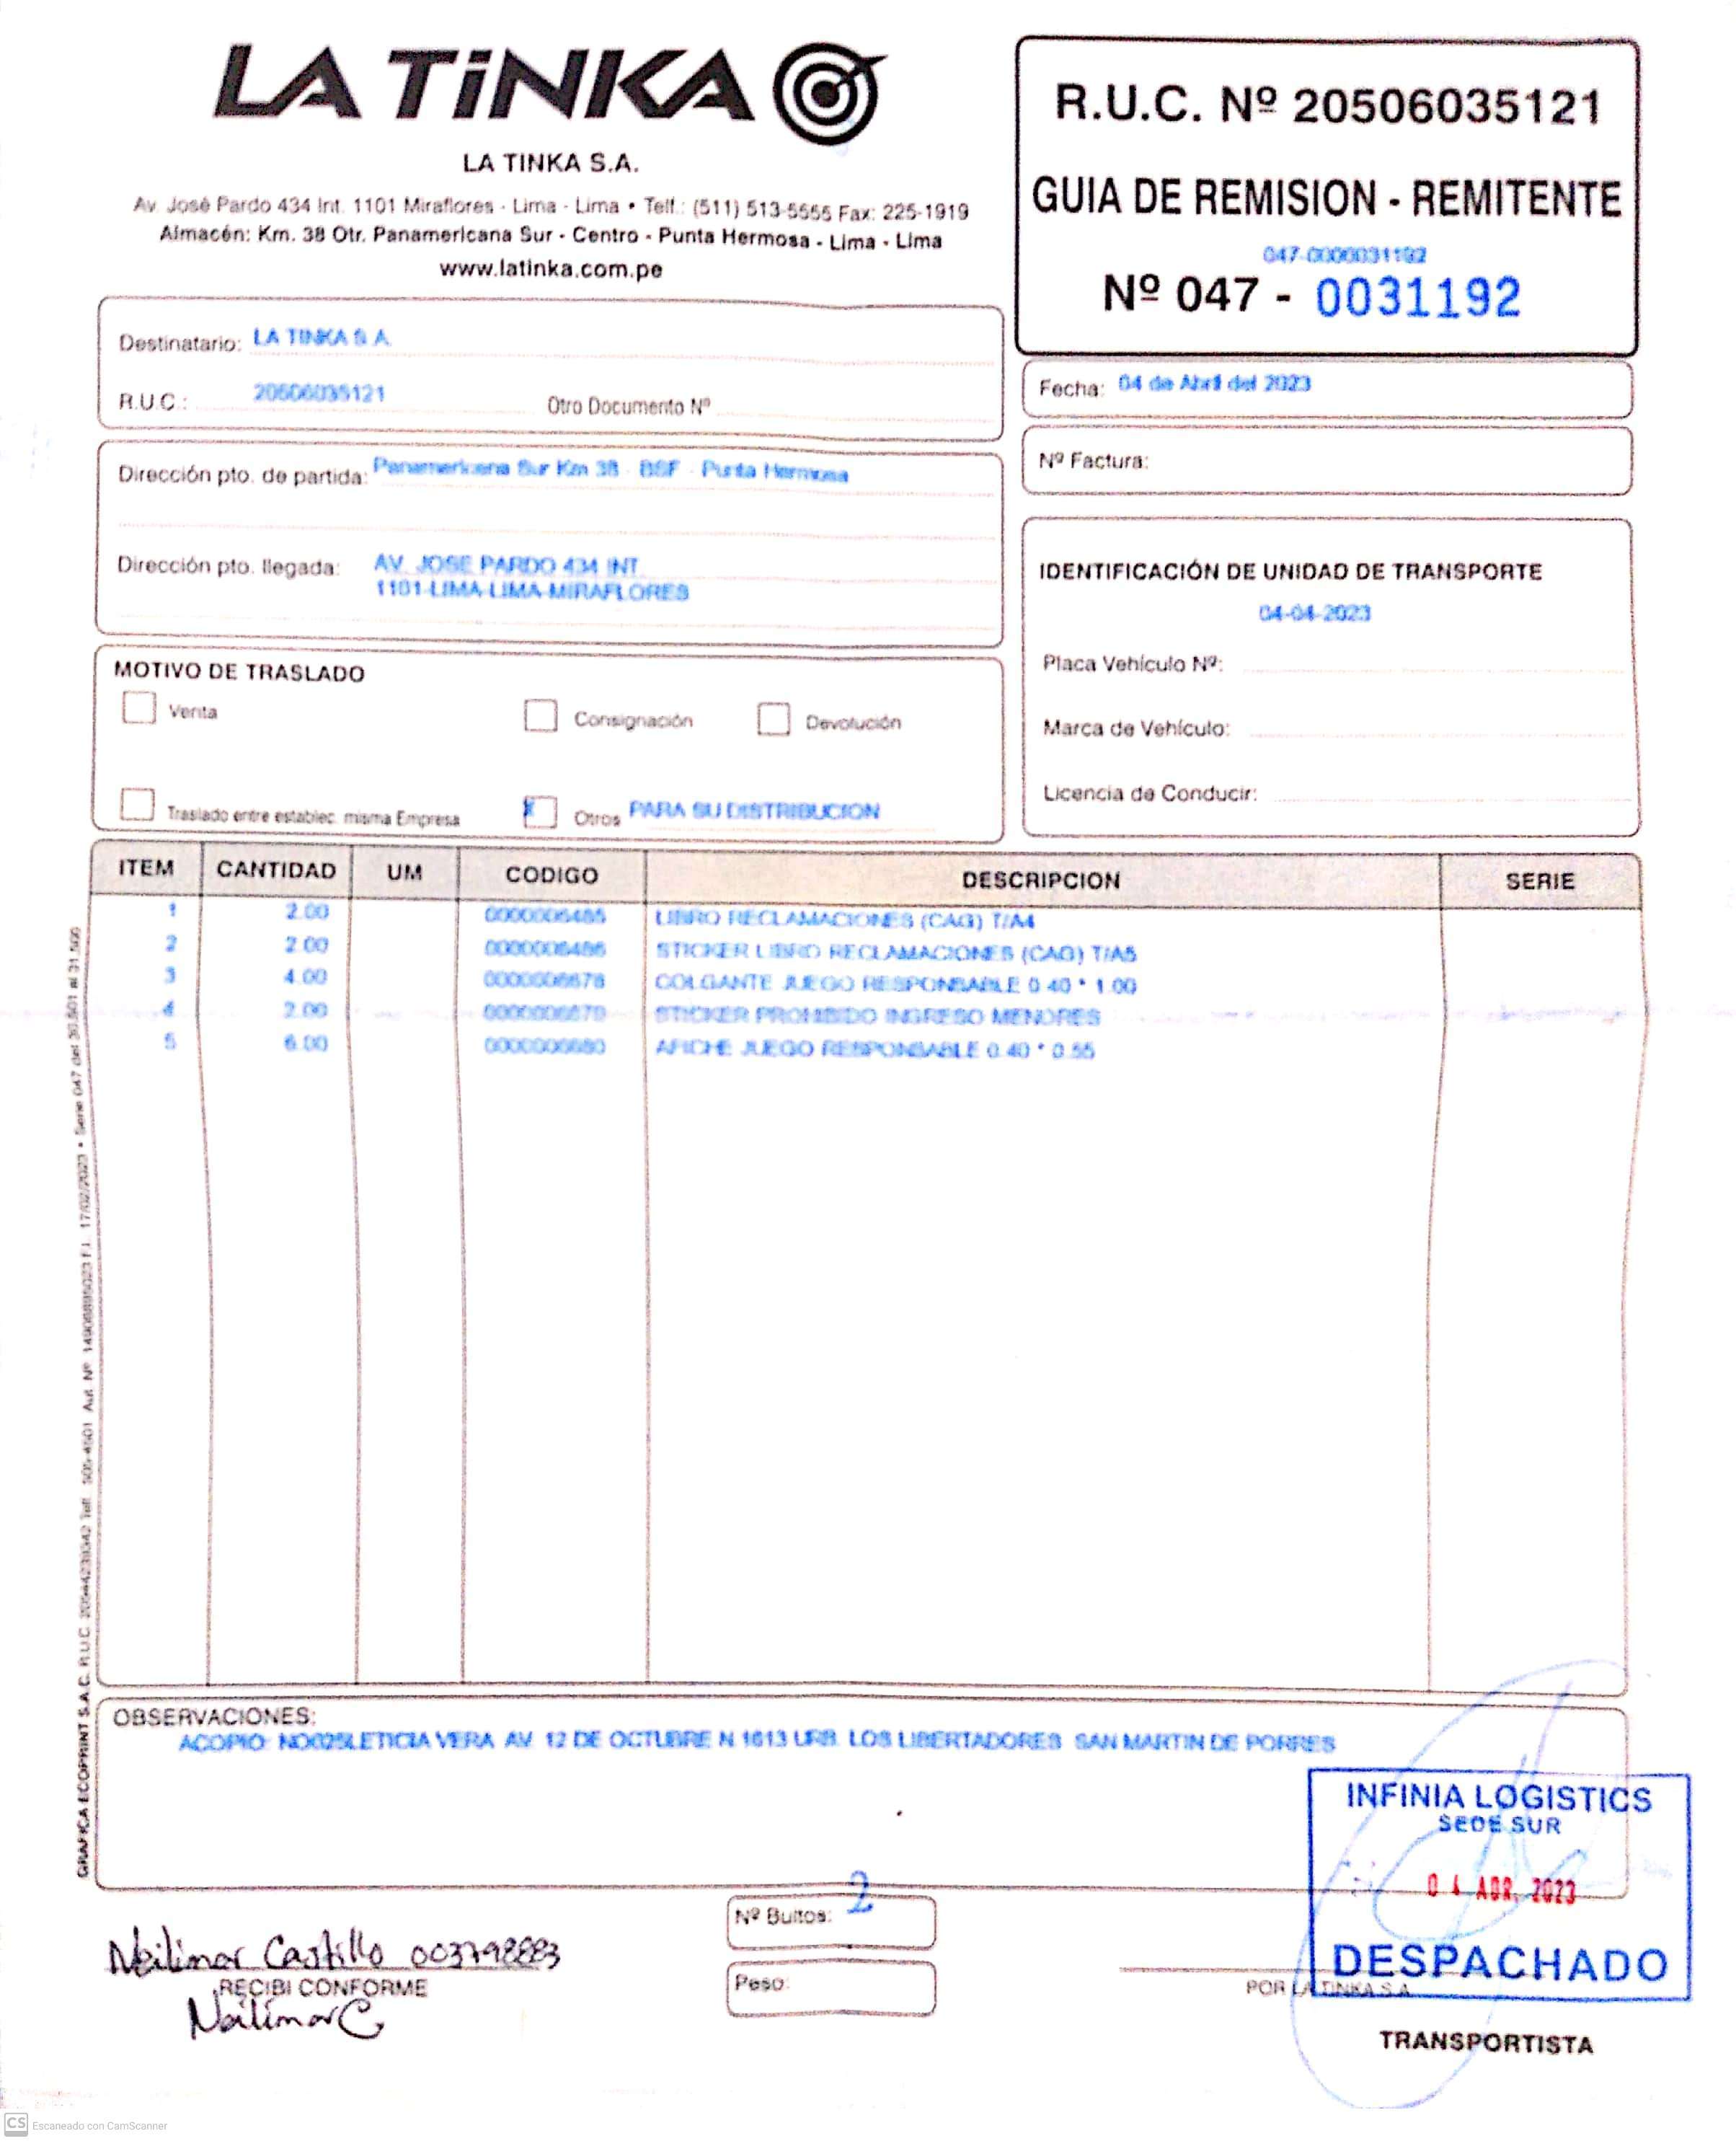 LA TiNKA
LA TINKA S.A.
Av. José Pardo 434 Int. 1101 Miraflores - Lima - Lima • Telf.: (511) 513-5555 Fax: 225-1919
Almacén: Km. 38 Otr. Panamericana Sur - Centro - Punta Hermosa - Lima - Lima
www.latinka.com.pe
R.U.C. Nº 20506035121
GUIA DE REMISION - REMITENTE
047-0000031192
Nº 047 - 0031192
Destinatario: LA TINKA S.A.
R.U.C.: 20506035121 Otro Documento Nº
Fecha: 04 de Abril del 2023
Nº Factura:
Dirección pto. de partida: Panamericana Sur Km 38 - BSF - Punta Hermosa
Dirección pto. llegada: AV. JOSE PARDO 434 INT.
1101-LIMA-LIMA-MIRAFLORES
IDENTIFICACIÓN DE UNIDAD DE TRANSPORTE
04-04-2023
Placa Vehículo Nº:
Marca de Vehículo:
Licencia de Conducir:
MOTIVO DE TRASLADO
Venta Consignación Devolución
Traslado entre establec. misma Empresa X Otros PARA SU DISTRIBUCION
ITEM CANTIDAD UM CODIGO DESCRIPCION SERIE
1 2.00 0000006485 LIBRO RECLAMACIONES (CAG) T/A4
2 2.00 0000006486 STICKER LIBRO RECLAMACIONES (CAG) T/A5
3 4.00 0000006678 COLGANTE JUEGO RESPONSABLE 0.40 * 1.00
4 2.00 0000006679 STICKER PROHIBIDO INGRESO MENORES
5 6.00 0000006680 AFICHE JUEGO RESPONSABLE 0.40 * 0.55
OBSERVACIONES:
ACOPIO: NO025LETICIA VERA AV. 12 DE OCTUBRE N.1613 URB. LOS LIBERTADORES SAN MARTIN DE PORRES
INFINIA LOGISTICS
SEDE SUR
04 ABR. 2023
DESPACHADO
Nº Bultos: 2
Peso:
Neilimar Castillo 003798883
RECIBI CONFORME
Neilimar C
POR LA TINKA S.A.
TRANSPORTISTA
GRAFICA ECOPRINT S.A.C. R.U.C. Telf. 505-4501 Aut. Nº F.I. 17/02/2023 • Serie 047 del 30,501 al 31,500
CS Escaneado con CamScanner